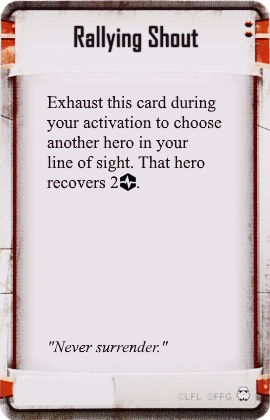 Rallying Shout
Exhaust this card during
your activation to choose
another hero in your
line of sight. That hero
recovers 2.
"Never surrender."
©LFL ©FFG